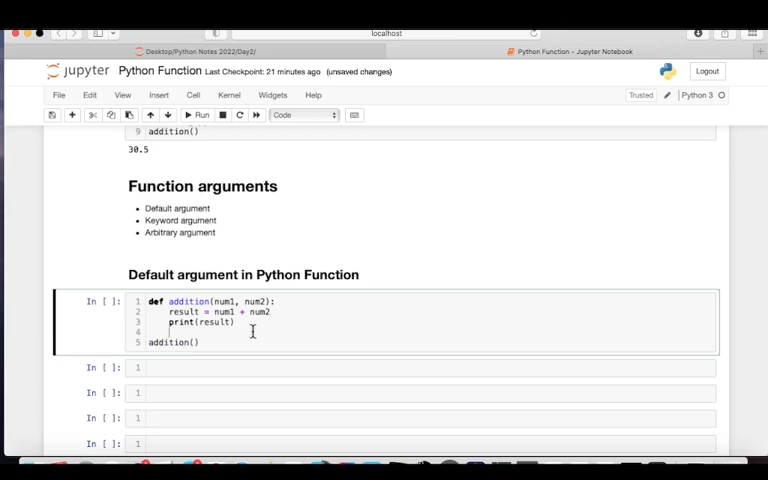 localhost
Desktop/Python Notes 2022/Day2/
Python Function - Jupyter Notebook
jupyter Python Function Last Checkpoint: 21 minutes ago (unsaved changes)
Logout
File Edit View Insert Cell Kernel Widgets Help
Trusted Python 3
Run Code
9 addition()
30.5
Function arguments
• Default argument
• Keyword argument
• Arbitrary argument
Default argument in Python Function
In [ ]: 1 def addition(num1, num2):
2 result = num1 + num2
3 print(result)
4
5 addition()
In [ ]: 1
In [ ]: 1
In [ ]: 1
In [ ]: 1